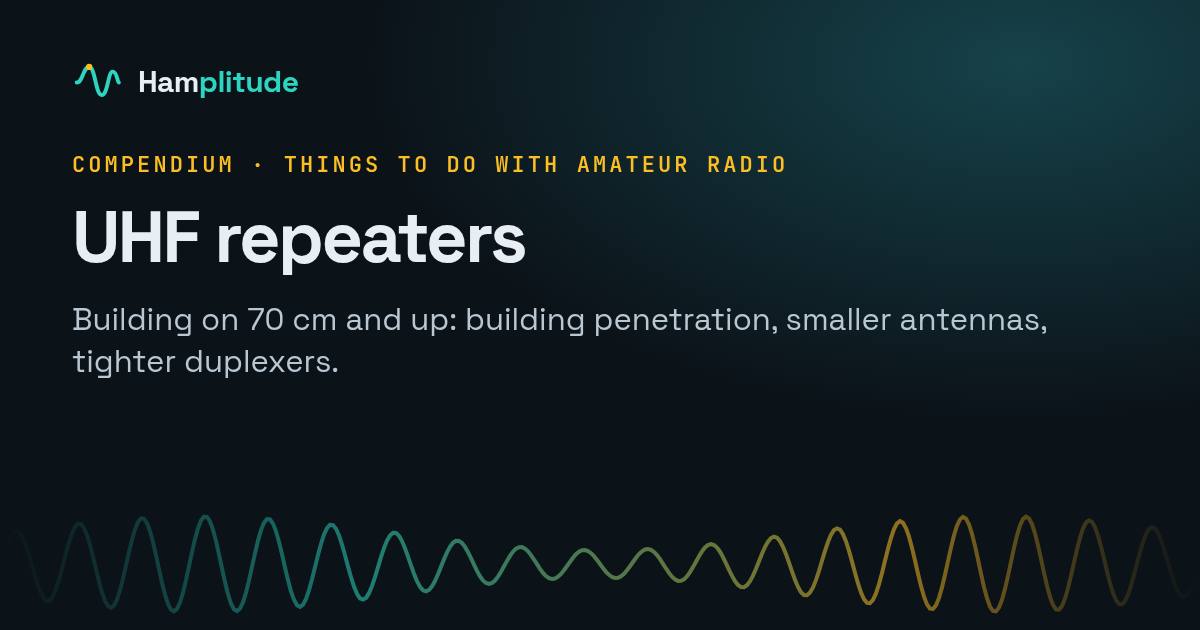 Hamplitude
COMPENDIUM · THINGS TO DO WITH AMATEUR RADIO
UHF repeaters
Building on 70 cm and up: building penetration, smaller antennas,
tighter duplexers.